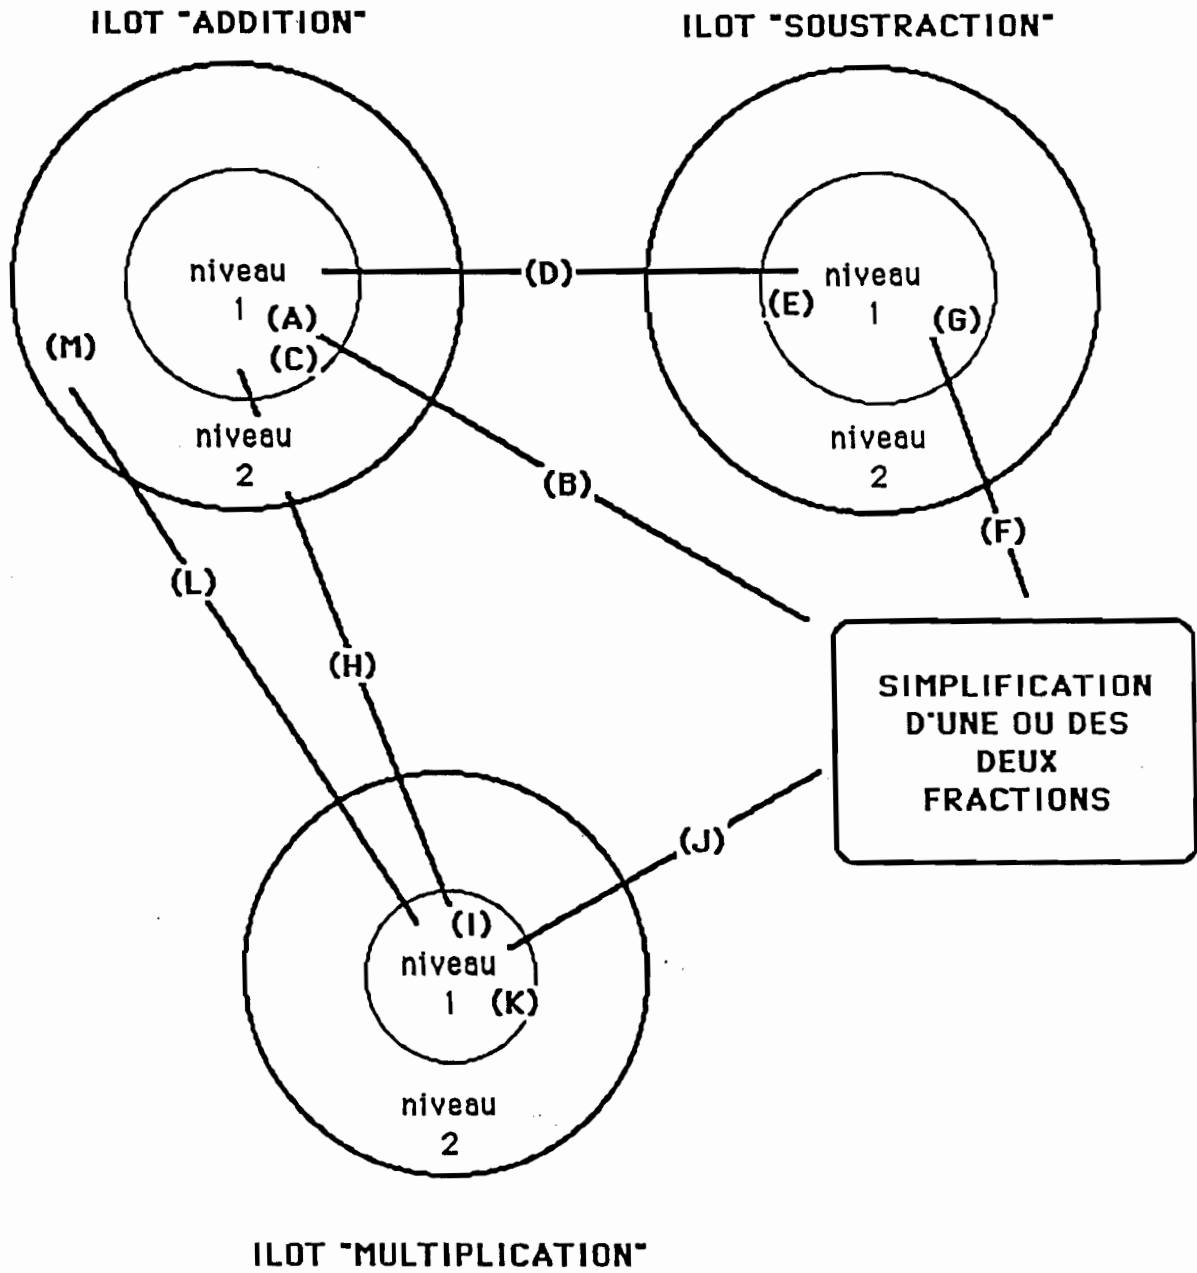 ILOT "ADDITION"
ILOT "SOUSTRACTION"
niveau
1
(A)
(C)
(M)
niveau
2
(D)
(E)
niveau
1
(G)
niveau
2
(B)
(F)
(L)
(H)
SIMPLIFICATION
D'UNE OU DES
DEUX
FRACTIONS
(J)
(I)
niveau
1
(K)
niveau
2
ILOT "MULTIPLICATION"